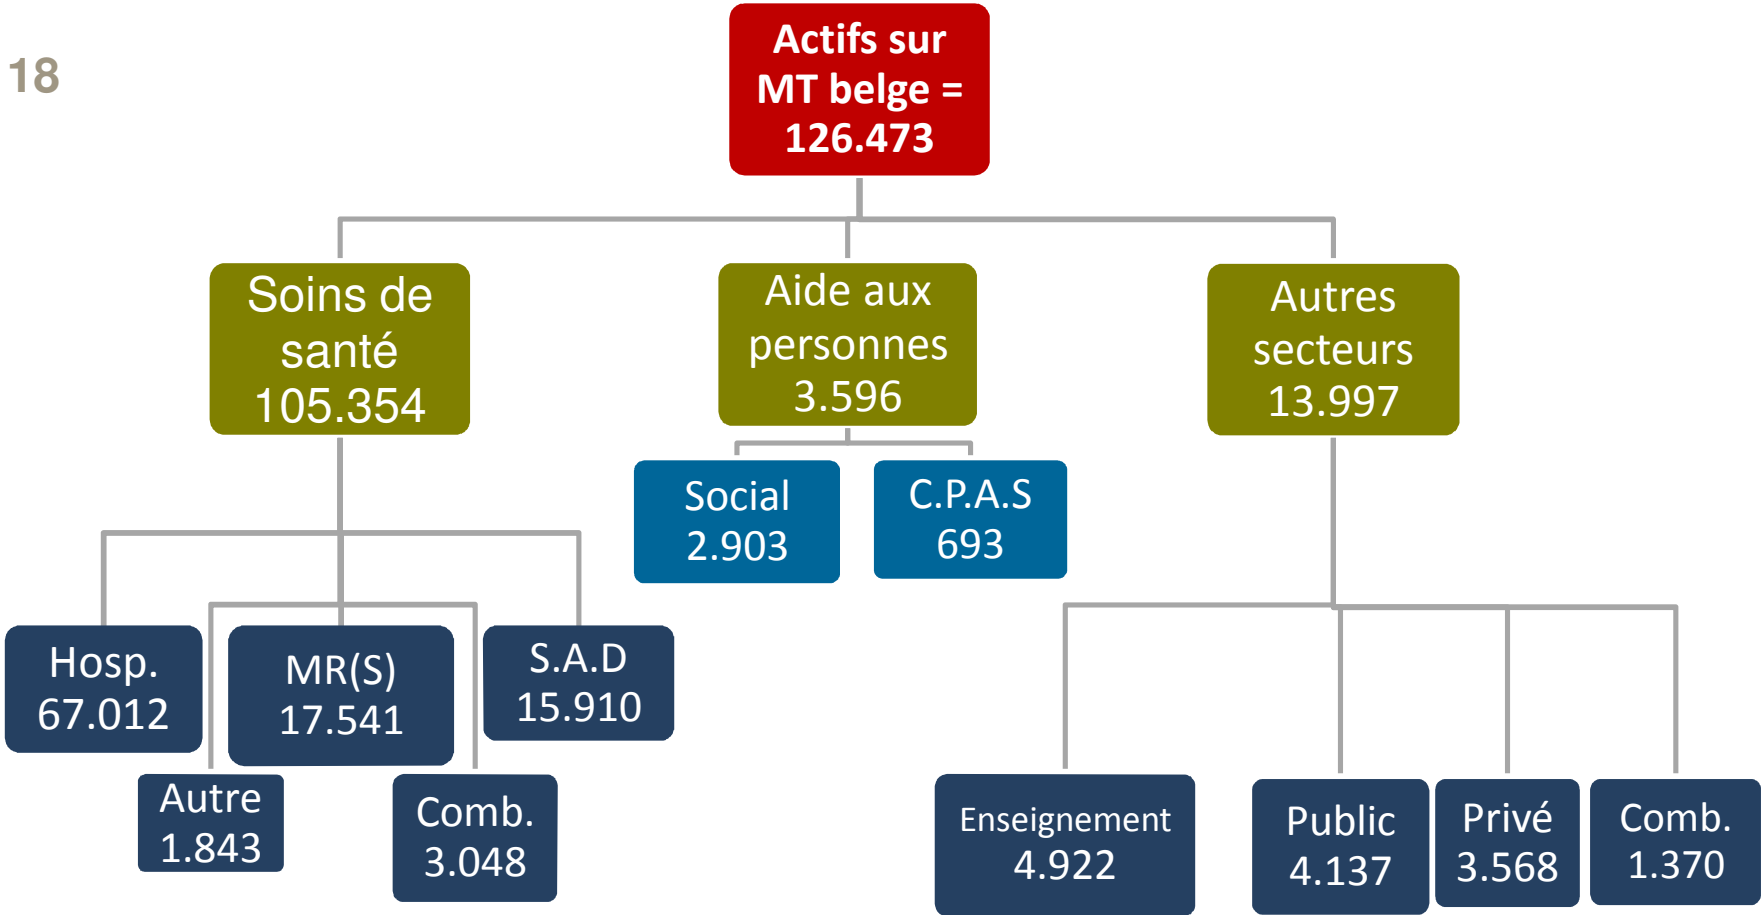 18
Actifs sur
MT belge =
126.473
Soins de
santé
105.354
Aide aux
personnes
3.596
Autres
secteurs
13.997
Social
2.903
C.P.A.S
693
Hosp.
67.012
MR(S)
17.541
S.A.D
15.910
Autre
1.843
Comb.
3.048
Enseignement
4.922
Public
4.137
Privé
3.568
Comb.
1.370